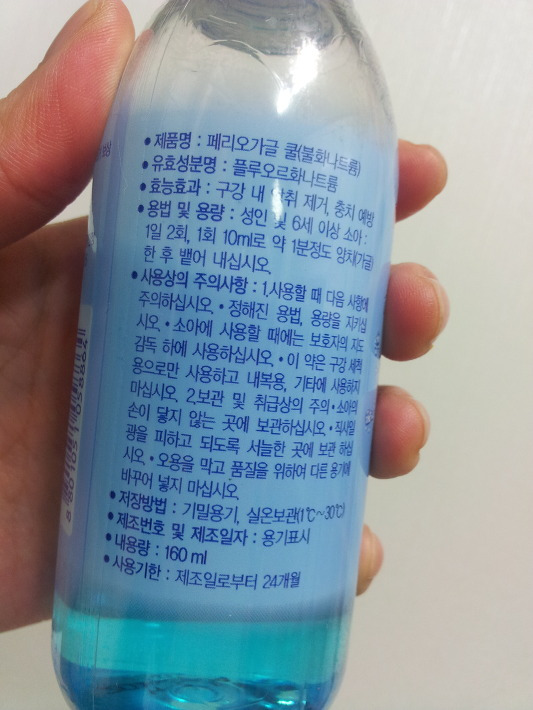 • 제품명 : 페리오가글 쿨(불화나트륨)
• 유효성분명 : 플루오르화나트륨
• 효능효과 : 구강 내 악취 제거, 충치 예방
• 용법 및 용량 : 성인 및 6세 이상 소아 :
1일 2회, 1회 10ml로 약 1분정도 양치(가글)
한 후 뱉어 내십시오.
• 사용상의 주의사항 : 1.사용할 때 다음 사항에
주의하십시오. • 정해진 용법, 용량을 지키십
시오. • 소아에 사용할 때에는 보호자의 지도
감독 하에 사용하십시오. • 이 약은 구강 세척
용으로만 사용하고 내복용, 기타에 사용하지
마십시오. 2.보관 및 취급상의 주의 • 소아의
손이 닿지 않는 곳에 보관하십시오. • 직사일
광을 피하고 되도록 서늘한 곳에 보관 하십
시오. • 오용을 막고 품질을 위하여 다른 용기에
바꾸어 넣지 마십시오.
• 저장방법 : 기밀용기, 실온보관(1℃~30℃)
• 제조번호 및 제조일자 : 용기표시
• 내용량 : 160 ml
• 사용기한 : 제조일로부터 24개월